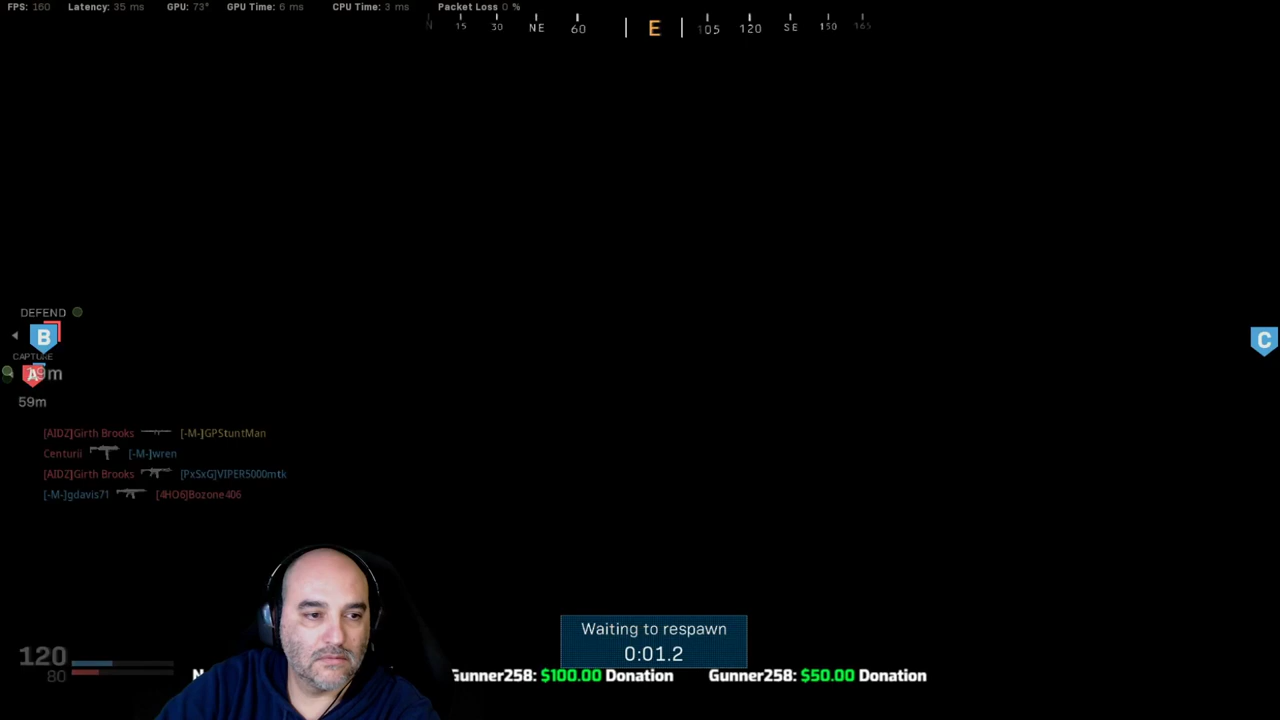 FPS: 160 Latency: 35 ms GPU: 73° GPU Time: 6 ms CPU Time: 3 ms Packet Loss 0 %
N 15 30 NE 60 E 105 120 SE 150 165
DEFEND
B
C
CAPTURE
A
59m
[AIDZ]Girth Brooks [-M-]GPStuntMan
Centurii [-M-]wren
[AIDZ]Girth Brooks [PxSxG]VIPER5000mtk
[-M-]gdavis71 [4HO6]Bozone406
Waiting to respawn
0:01.2
120
80
Gunner258: $100.00 Donation Gunner258: $50.00 Donation